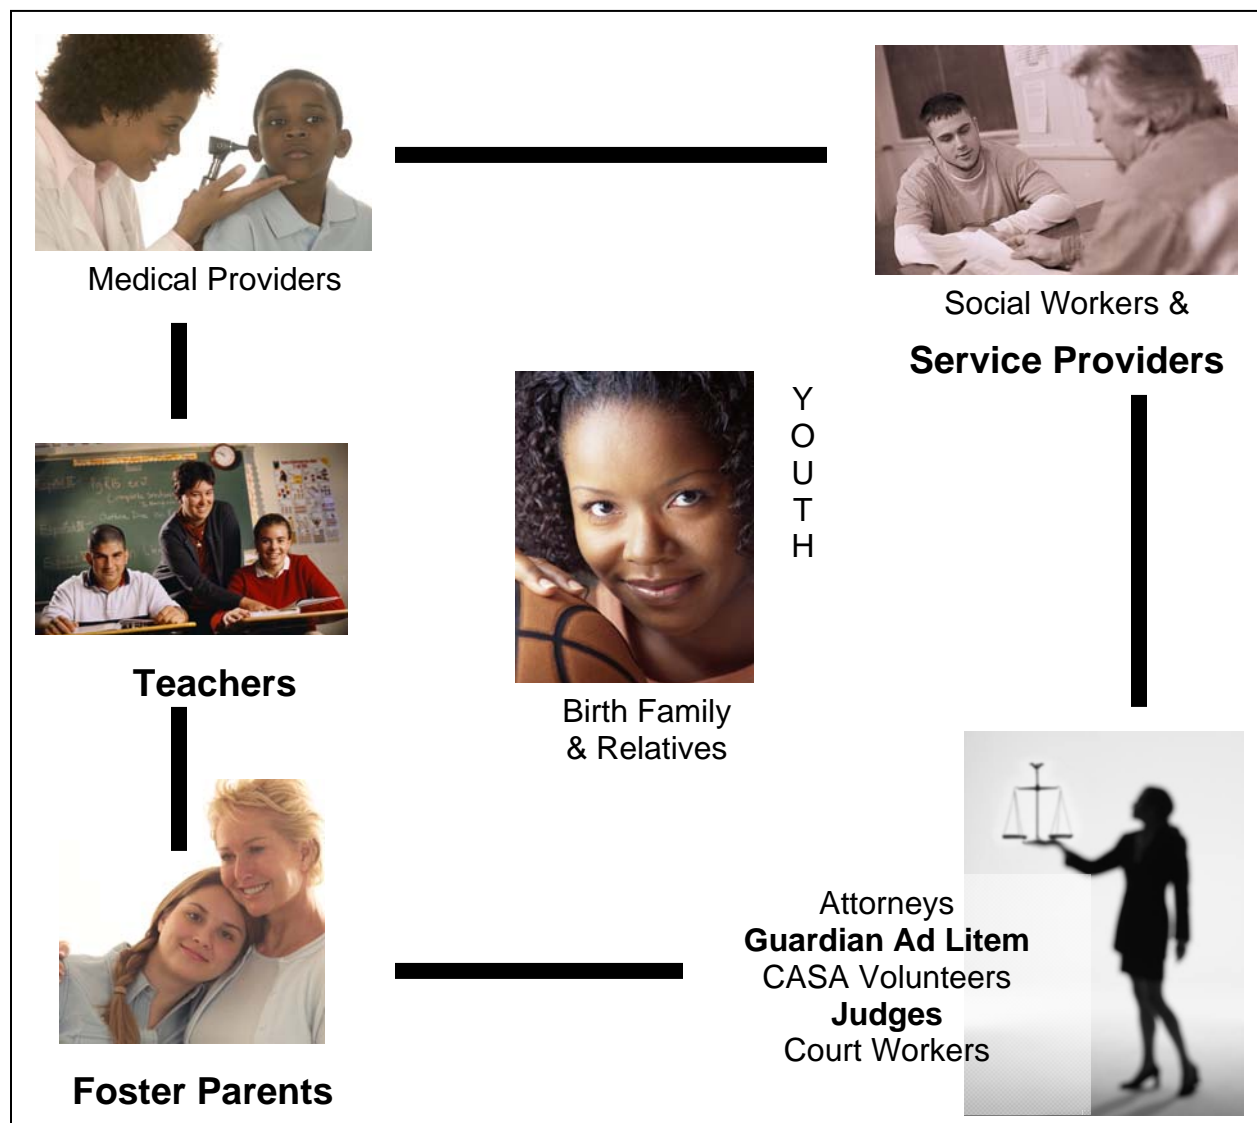 Medical Providers
Social Workers &
Service Providers
Y
O
U
T
H
Teachers
Birth Family
& Relatives
Attorneys
Guardian Ad Litem
CASA Volunteers
Judges
Court Workers
Foster Parents